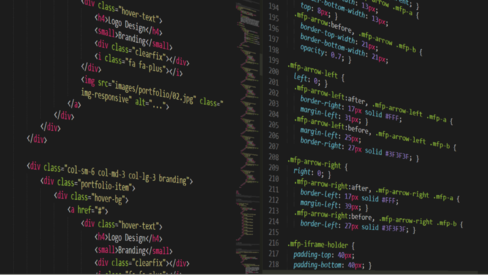 <div class="hover-text">
<h4>Logo Design</h4>
<small>Branding</small>
<div class="clearfix"></div>
<i class="fa fa-plus"></i>
</div>
<img src="images/portfolio/02.jpg" class="
img-responsive" alt="...">
</a>
</div>
</div>
</div>
<div class="col-sm-6 col-md-3 col-lg-3 branding">
<div class="portfolio-item">
<div class="hover-bg">
<a href="#">
<div class="hover-text">
<h4>Logo Design</h4>
<small>Branding</small>
<div class="clearfix"></div>
194 top: 8px; }
195 .mfp-arrow:before, .mfp-arrow .mfp-b {
196 border-top-width: 21px;
197 border-bottom-width: 21px;
198 opacity: 0.7; }
199
200 .mfp-arrow-left {
201 left: 0; }
202 .mfp-arrow-left:after, .mfp-arrow-left .mfp-a {
203 border-right: 17px solid #FFF;
204 margin-left: 31px; }
205 .mfp-arrow-left:before, .mfp-arrow-left .mfp-b {
206 margin-left: 25px;
207 border-right: 27px solid #3F3F3F; }
208
209 .mfp-arrow-right {
210 right: 0; }
211 .mfp-arrow-right:after, .mfp-arrow-right .mfp-a {
212 border-left: 17px solid #FFF;
213 margin-left: 39px; }
214 .mfp-arrow-right:before, .mfp-arrow-right .mfp-b {
215 border-left: 27px solid #3F3F3F; }
216
217 .mfp-iframe-holder {
218 padding-top: 40px;
219 padding-bottom: 40px; }